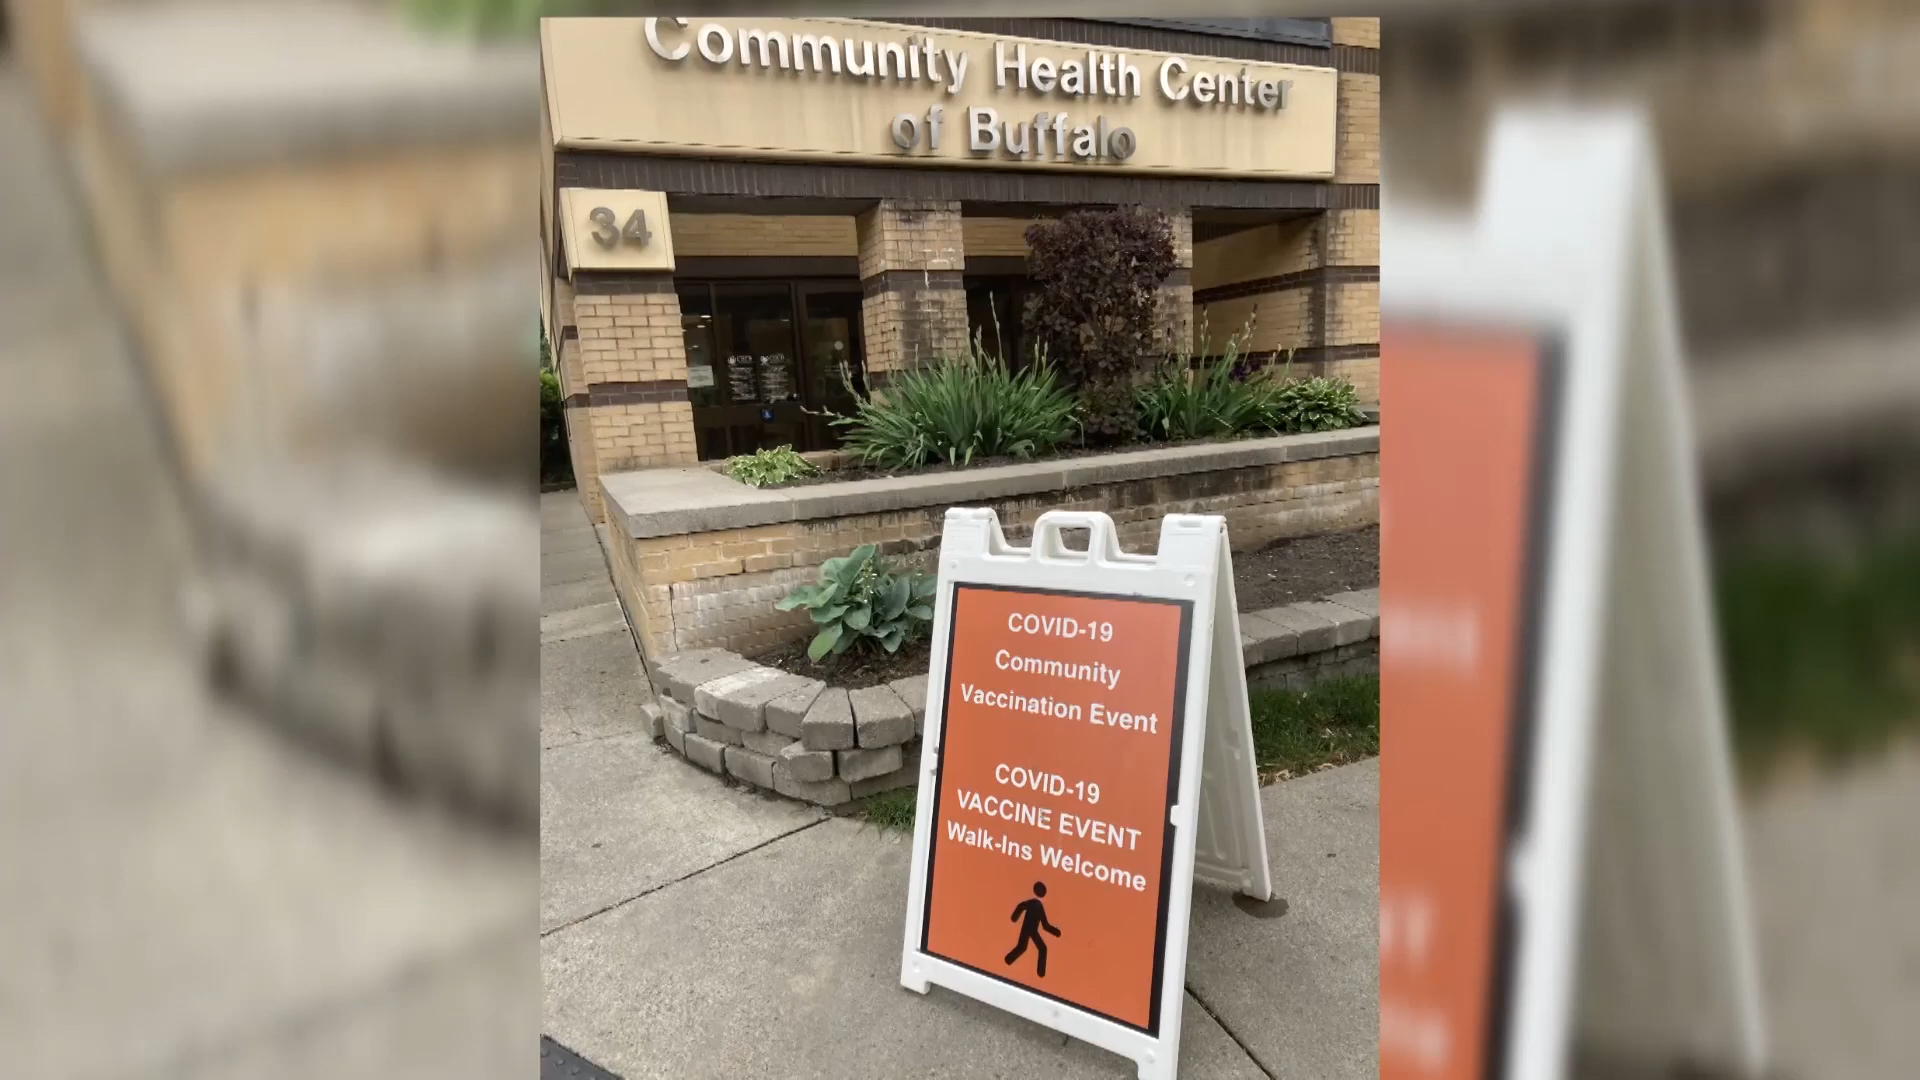 Community Health Center
of Buffalo
34
COVID-19
Community
Vaccination Event
COVID-19
VACCINE EVENT
Walk-Ins Welcome